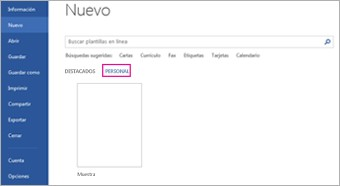 Información
Nuevo
Abrir
Guardar
Guardar como
Imprimir
Compartir
Exportar
Cerrar
Cuenta
Opciones
Nuevo
Buscar plantillas en línea
Búsquedas sugeridas: Cartas Currículo Fax Etiquetas Tarjetas Calendario
DESTACADOS PERSONAL
Muestra